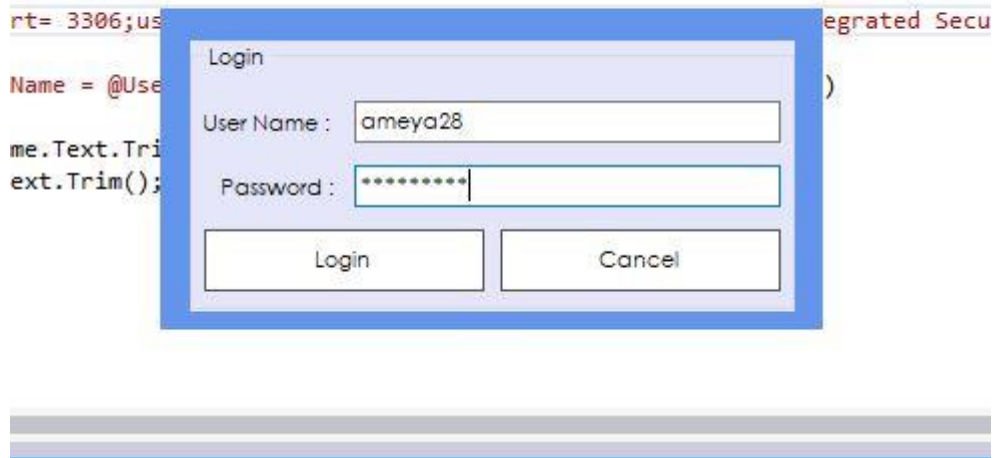 rt= 3306;us egrated Secu
Login
Name = @Use )
User Name : ameya28
me.Text.Tri
ext.Trim();
Password : *********
Login Cancel